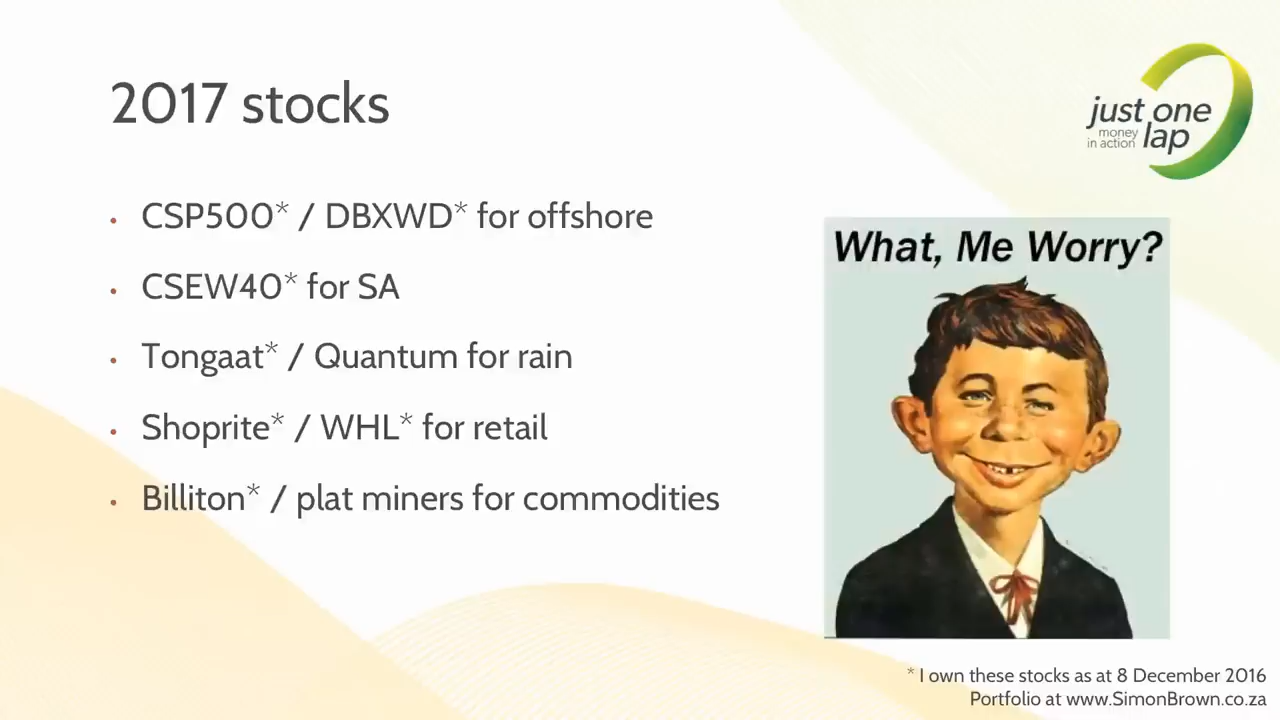 2017 stocks
just one lap
money in action
• CSP500* / DBXWD* for offshore
• CSEW40* for SA
• Tongaat* / Quantum for rain
• Shoprite* / WHL* for retail
• Billiton* / plat miners for commodities
What, Me Worry?
* I own these stocks as at 8 December 2016
Portfolio at www.SimonBrown.co.za